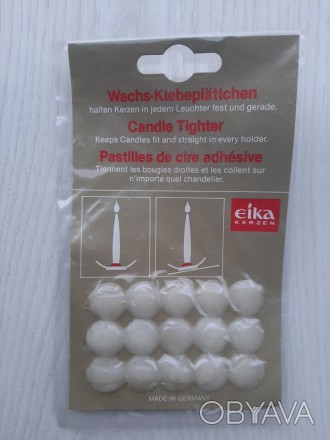 Wachs-Klebeplättchen
halten Kerzen in jedem Leuchter fest und gerade.
Candle Tighter
Keeps Candles fit and straight in every holder.
Pastilles de cire adhésive
Tiennent les bougies droites et les collent sur
n'importe quel chandelier.
eika
KERZEN
MADE IN GERMANY
OBYAVA